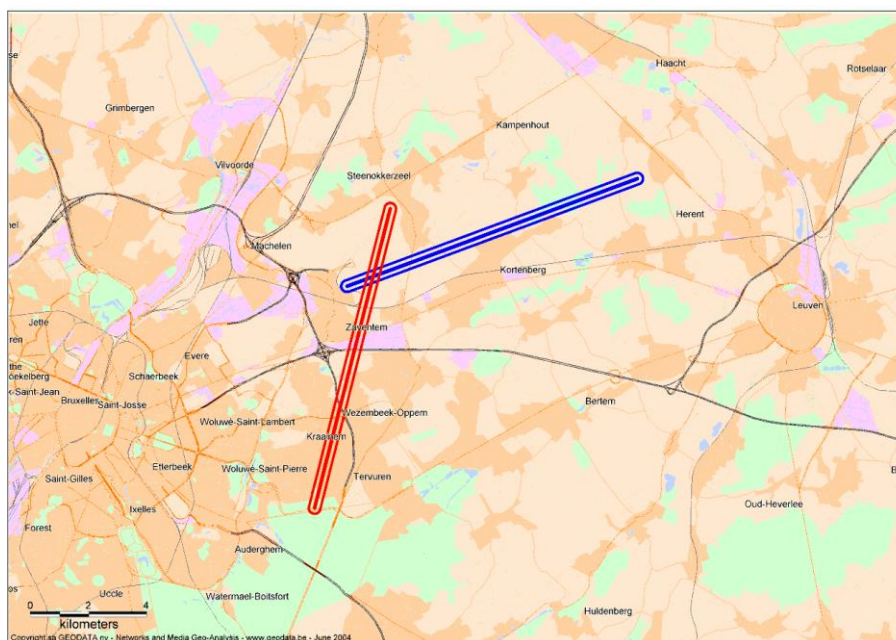 Haacht
Rotselaar
Grimbergen
Kampenhout
Vilvoorde
Steenokkerzeel
Herent
Machelen
Kortenberg
Leuven
Zaventem
Jette
Evere
Schaerbeek
Bertem
Bruxelles
Saint-Josse
Wezembeek-Oppem
Woluwé-Saint-Lambert
Kraainem
Etterbeek
Woluwé-Saint-Pierre
Saint-Gilles
Tervuren
Ixelles
Oud-Heverlee
Forest
Auderghem
Uccle
Watermael-Boitsfort
0 2 4
kilometers
Huldenberg
Copyright sa GEODATA nv - Networks and Media Geo-Analysis - www.geodata.be - June 2004